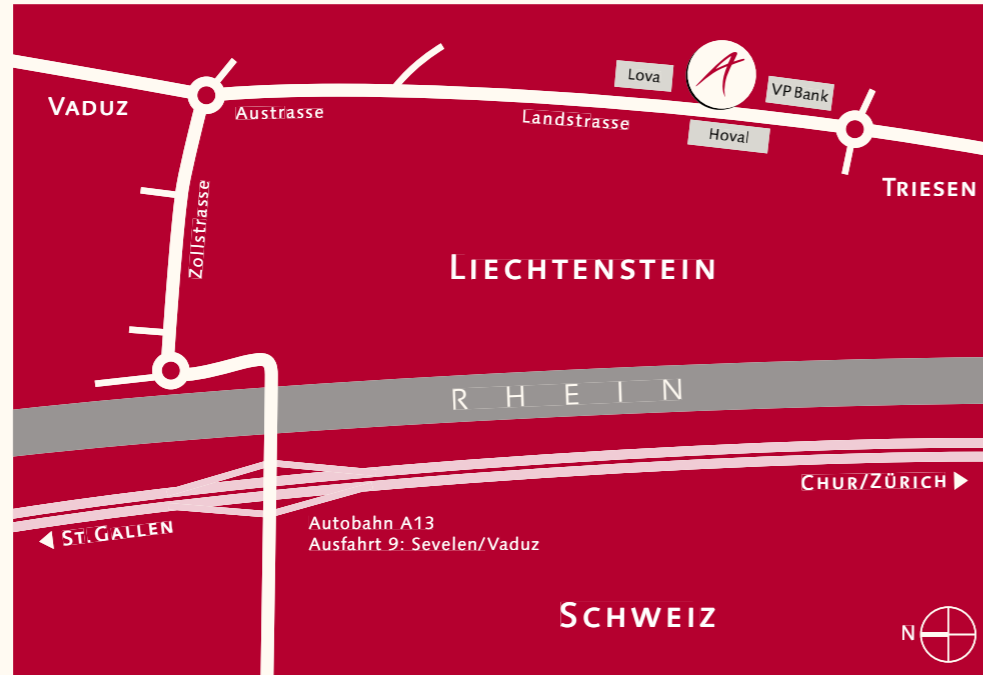 Lova
A
VP Bank
VADUZ
Austrasse
Landstrasse
Hoval
TRIESEN
Zollstrasse
LIECHTENSTEIN
RHEIN
CHUR/ZÜRICH
ST.GALLEN
Autobahn A13
Ausfahrt 9: Sevelen/Vaduz
SCHWEIZ
N